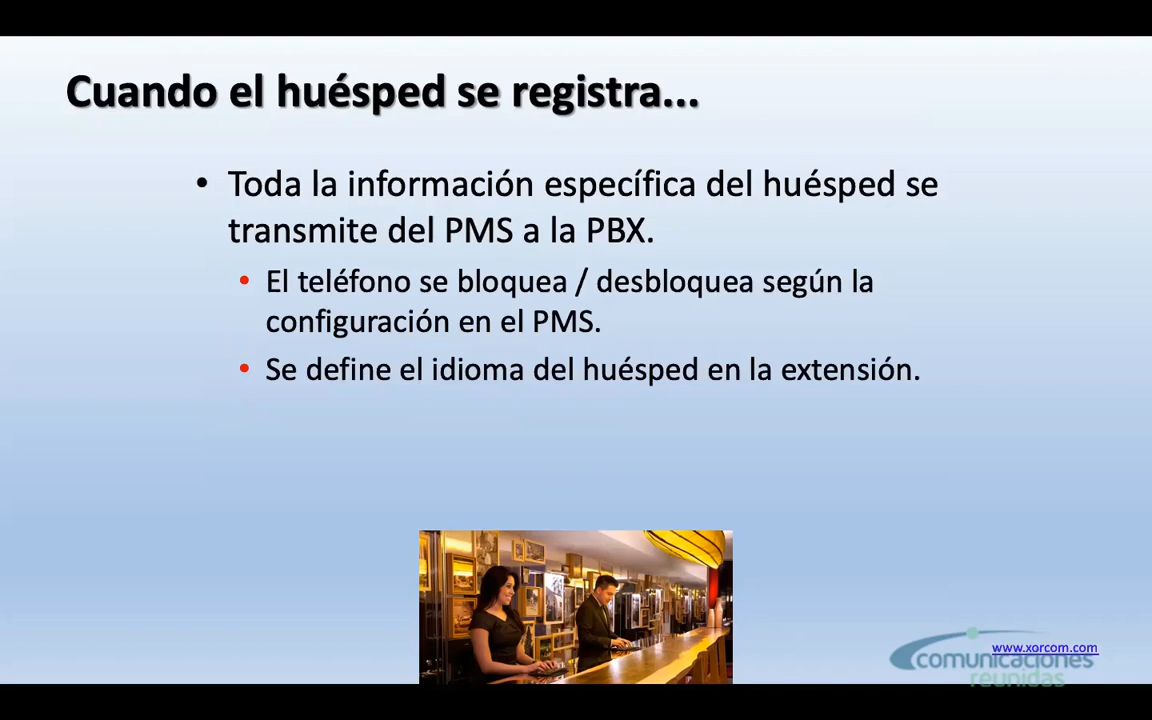 Cuando el huésped se registra...
• Toda la información específica del huésped se
transmite del PMS a la PBX.
• El teléfono se bloquea / desbloquea según la
configuración en el PMS.
• Se define el idioma del huésped en la extensión.
www.xorcom.com
comunicaciones
reunidas